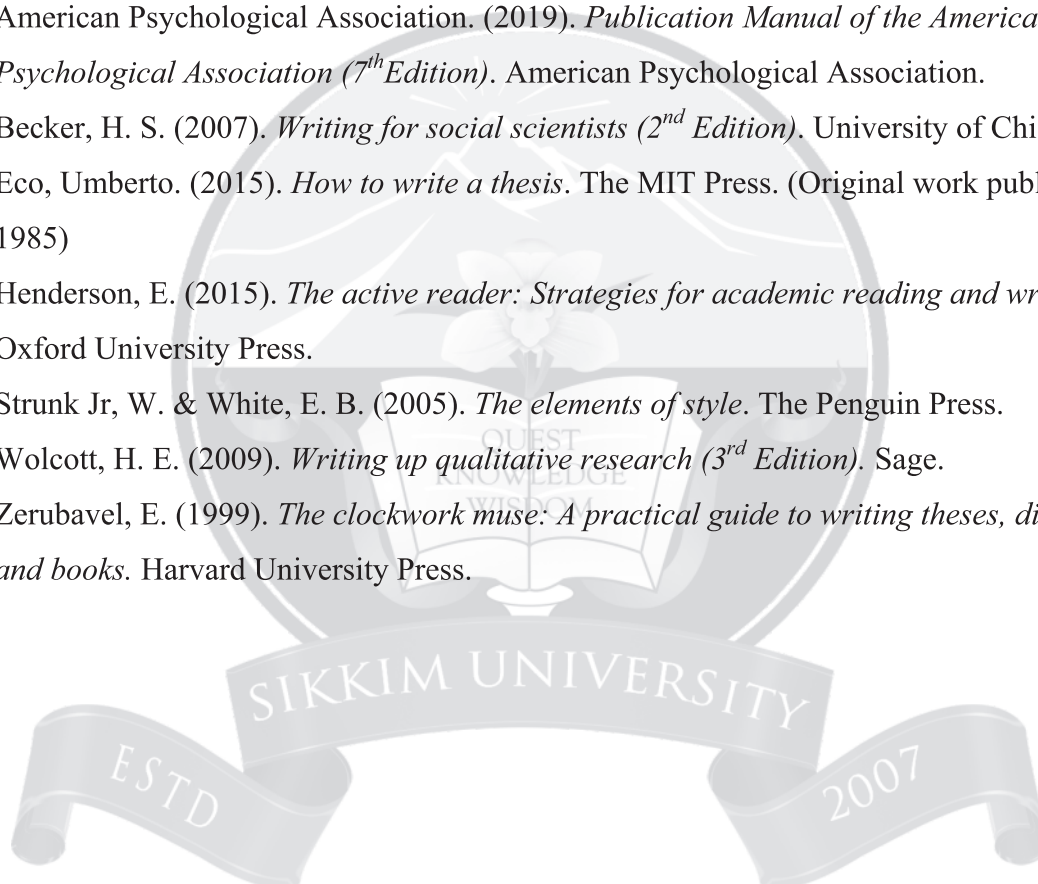 American Psychological Association. (2019). Publication Manual of the America
Psychological Association (7thEdition). American Psychological Association.
Becker, H. S. (2007). Writing for social scientists (2nd Edition). University of Chi
Eco, Umberto. (2015). How to write a thesis. The MIT Press. (Original work publ
1985)
Henderson, E. (2015). The active reader: Strategies for academic reading and wr
Oxford University Press.
Strunk Jr, W. & White, E. B. (2005). The elements of style. The Penguin Press.
Wolcott, H. E. (2009). Writing up qualitative research (3rd Edition). Sage.
Zerubavel, E. (1999). The clockwork muse: A practical guide to writing theses, di
and books. Harvard University Press.
QUEST
KNOWLEDGE
WISDOM
SIKKIM UNIVERSITY
ESTD
2007